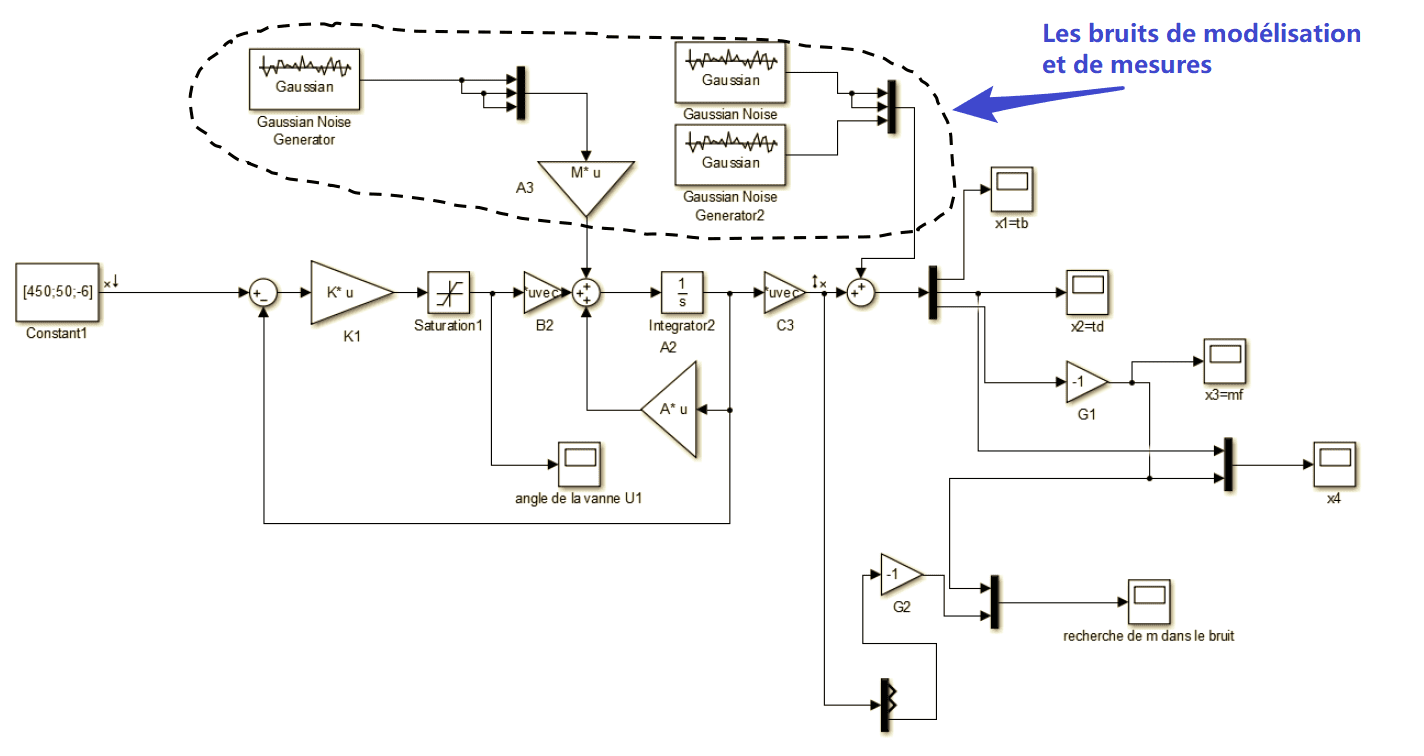 Les bruits de modélisation
et de mesures
Gaussian
Gaussian Noise
Generator
Gaussian
Gaussian Noise
Gaussian
Gaussian Noise
Generator2
M* u
A3
x1=tb
[450;50;-6]
Constant1
K* u
K1
Saturation1
*uvec
B2
1
s
Integrator2
A2
*uvec
C3
x2=td
A* u
-1
G1
x3=mf
angle de la vanne U1
x4
-1
G2
recherche de m dans le bruit